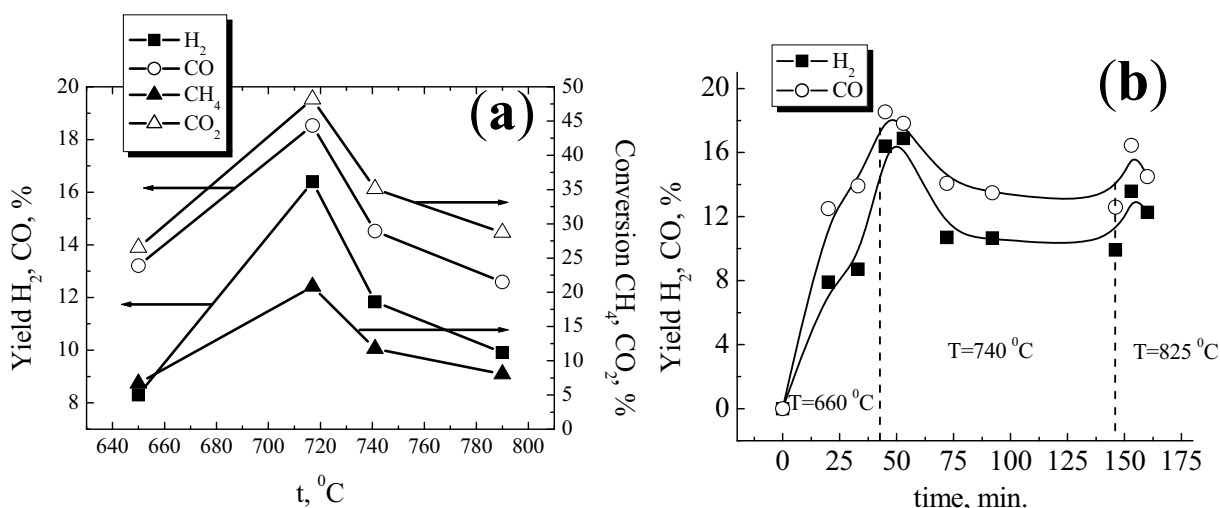 H₂
CO
CH₄
CO₂
(a)
20
18
16
14
12
10
8
50
45
40
35
30
25
20
15
10
5
0
640 660 680 700 720 740 760 780 800
t, ⁰C
Yield H₂, CO, %
Conversion CH₄, CO₂, %
H₂
CO
(b)
20
16
12
8
4
0
T=660 ⁰C
T=740 ⁰C
T=825 ⁰C
0 25 50 75 100 125 150 175
time, min.
Yield H₂, CO, %